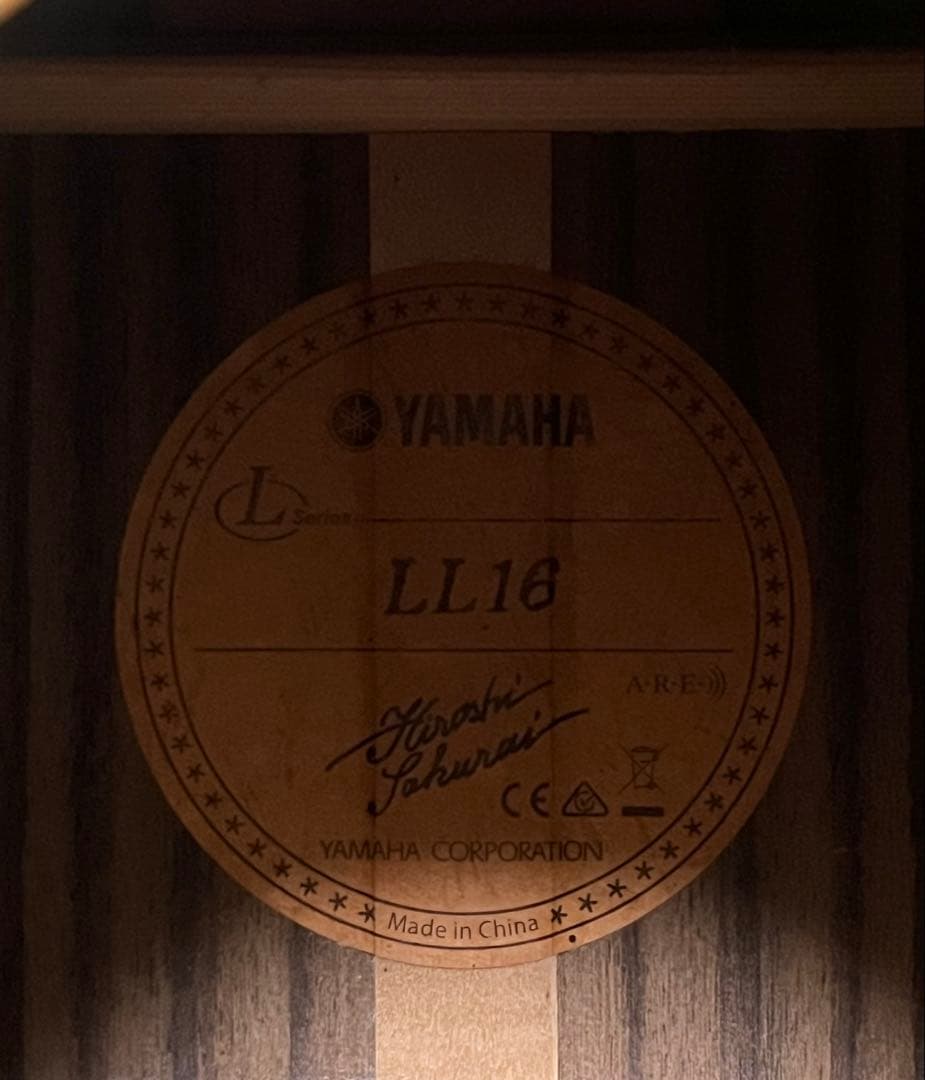 YAMAHA
L Series
LL16
A·R·E
Hiroshi
Sakurai
CE
YAMAHA CORPORATION
Made in China